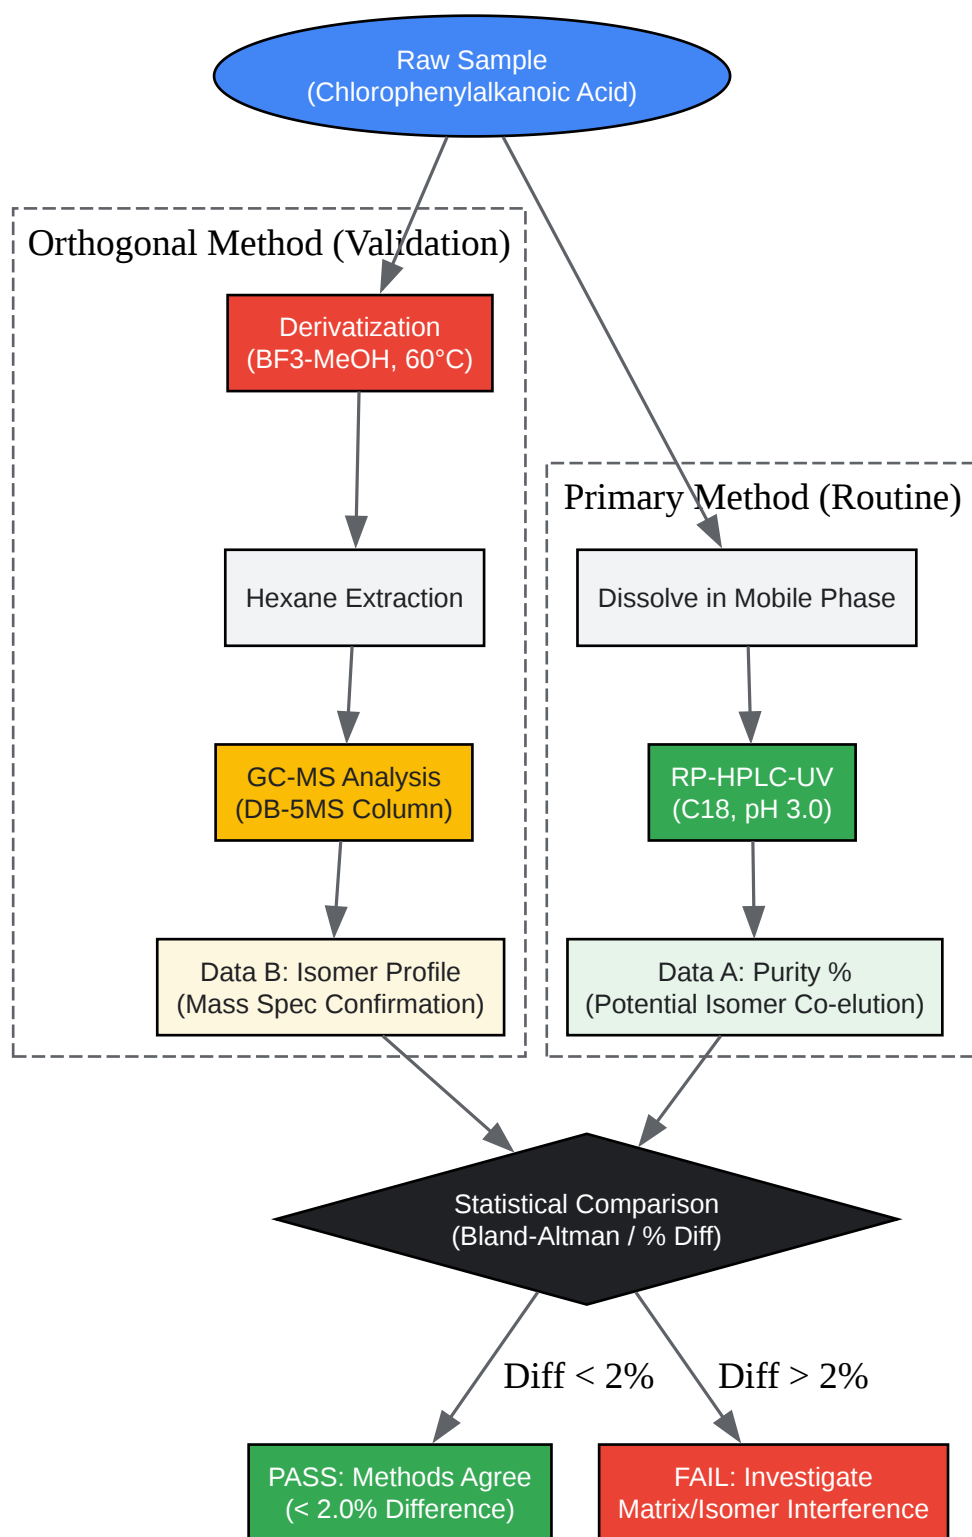 Raw Sample
(Chlorophenylalkanoic Acid)
Orthogonal Method (Validation)
Derivatization
(BF3-MeOH, 60°C)
Primary Method (Routine)
Hexane Extraction
Dissolve in Mobile Phase
GC-MS Analysis
(DB-5MS Column)
RP-HPLC-UV
(C18, pH 3.0)
Data B: Isomer Profile
(Mass Spec Confirmation)
Data A: Purity %
(Potential Isomer Co-elution)
Statistical Comparison
(Bland-Altman / % Diff)
Diff < 2%
Diff > 2%
PASS: Methods Agree
(< 2.0% Difference)
FAIL: Investigate
Matrix/Isomer Interference